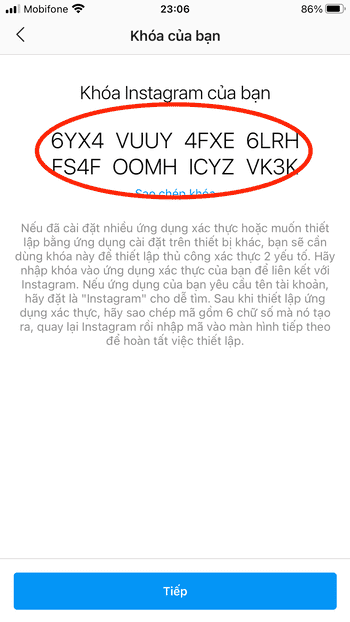 Mobifone 23:06 86%
Khóa của bạn
Khóa Instagram của bạn
6YX4 VUUY 4FXE 6LRH
FS4F OOMH ICYZ VK3K
Sao chép khóa
Nếu đã cài đặt nhiều ứng dụng xác thực hoặc muốn thiết
lập bằng ứng dụng cài đặt trên thiết bị khác, bạn sẽ cần
dùng khóa này để thiết lập thủ công xác thực 2 yếu tố. Hãy
nhập khóa vào ứng dụng xác thực của bạn để liên kết với
Instagram. Nếu ứng dụng của bạn yêu cầu tên tài khoản,
hãy đặt là "Instagram" cho dễ tìm. Sau khi thiết lập ứng
dụng xác thực, hãy sao chép mã gồm 6 chữ số mà nó tạo
ra, quay lại Instagram rồi nhập mã vào màn hình tiếp theo
để hoàn tất việc thiết lập.
Tiếp